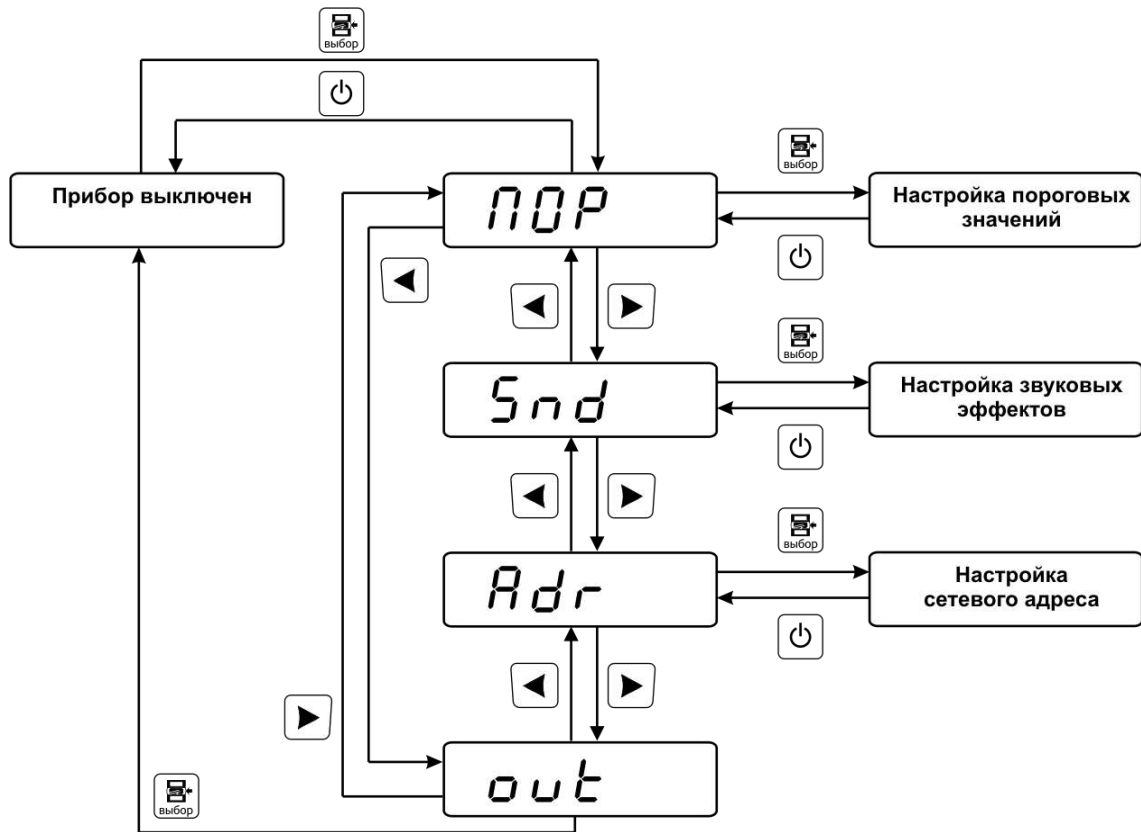 выбор
Прибор выключен
ПОР
выбор
Настройка пороговых
значений
Snd
выбор
Настройка звуковых
эффектов
Adr
выбор
Настройка
сетевого адреса
out
выбор